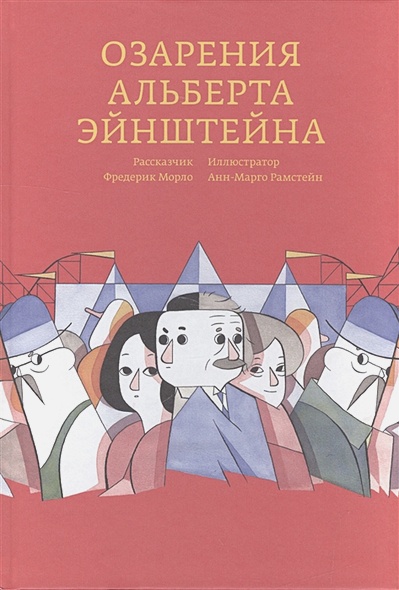 ОЗАРЕНИЯ
АЛЬБЕРТА
ЭЙНШТЕЙНА
Рассказчик
Фредерик Морло
Иллюстратор
Анн-Марго Рамстейн